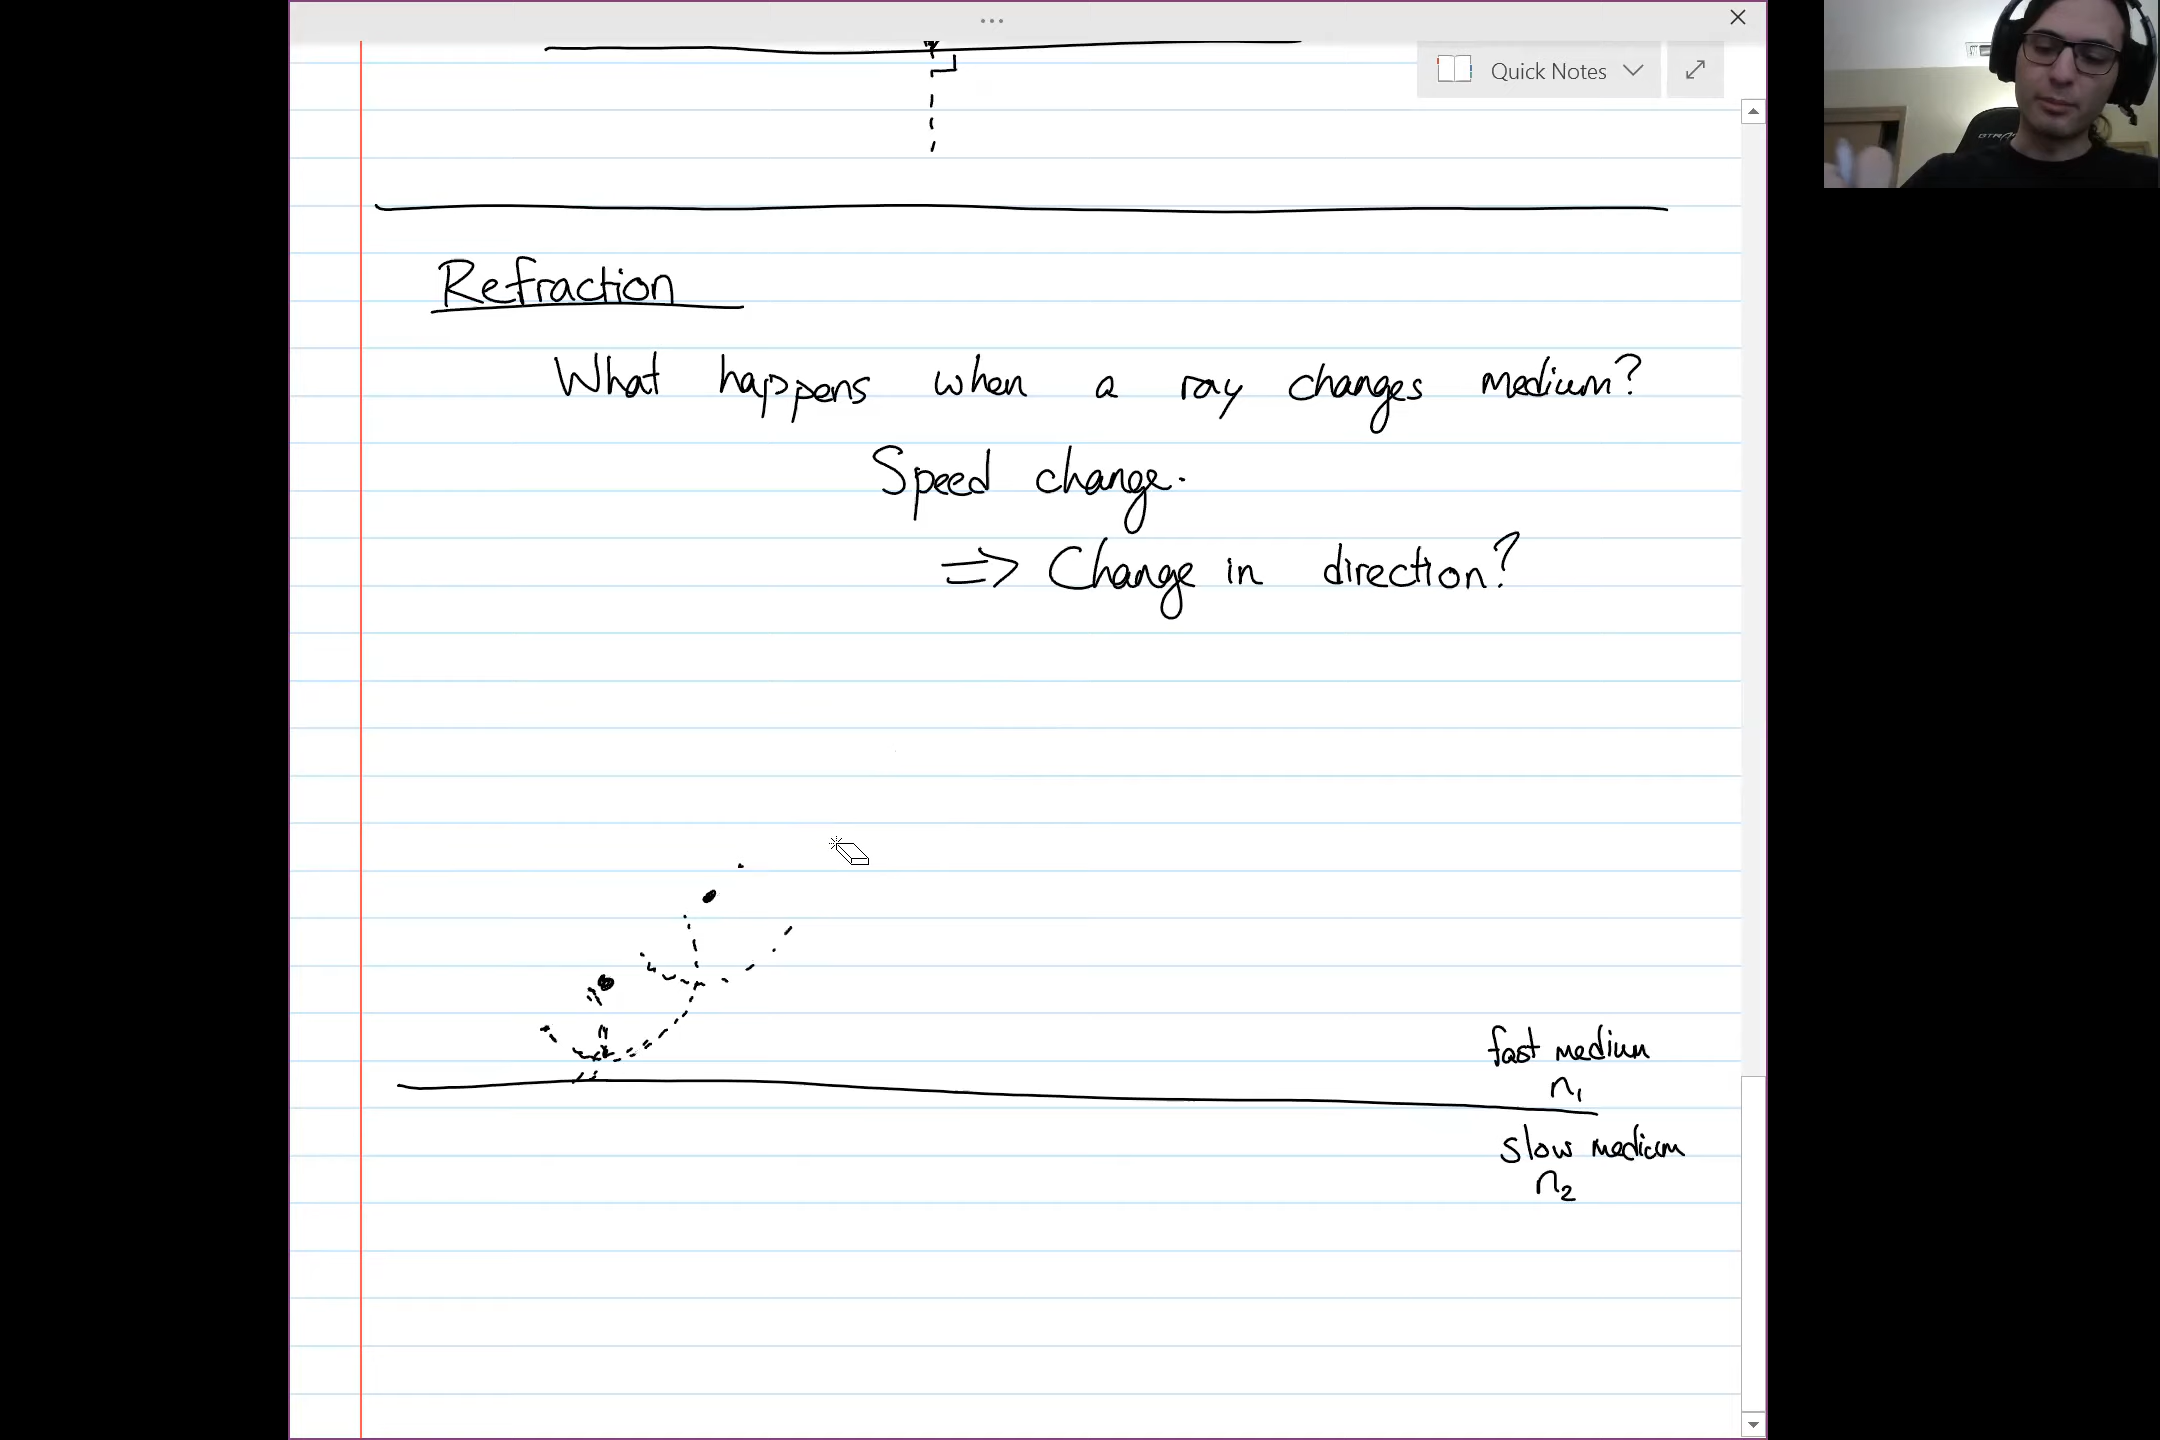 Quick Notes
Refraction
What happens when a ray changes medium?
Speed change.
=> Change in direction?
fast medium
n₁
slow medium
n₂